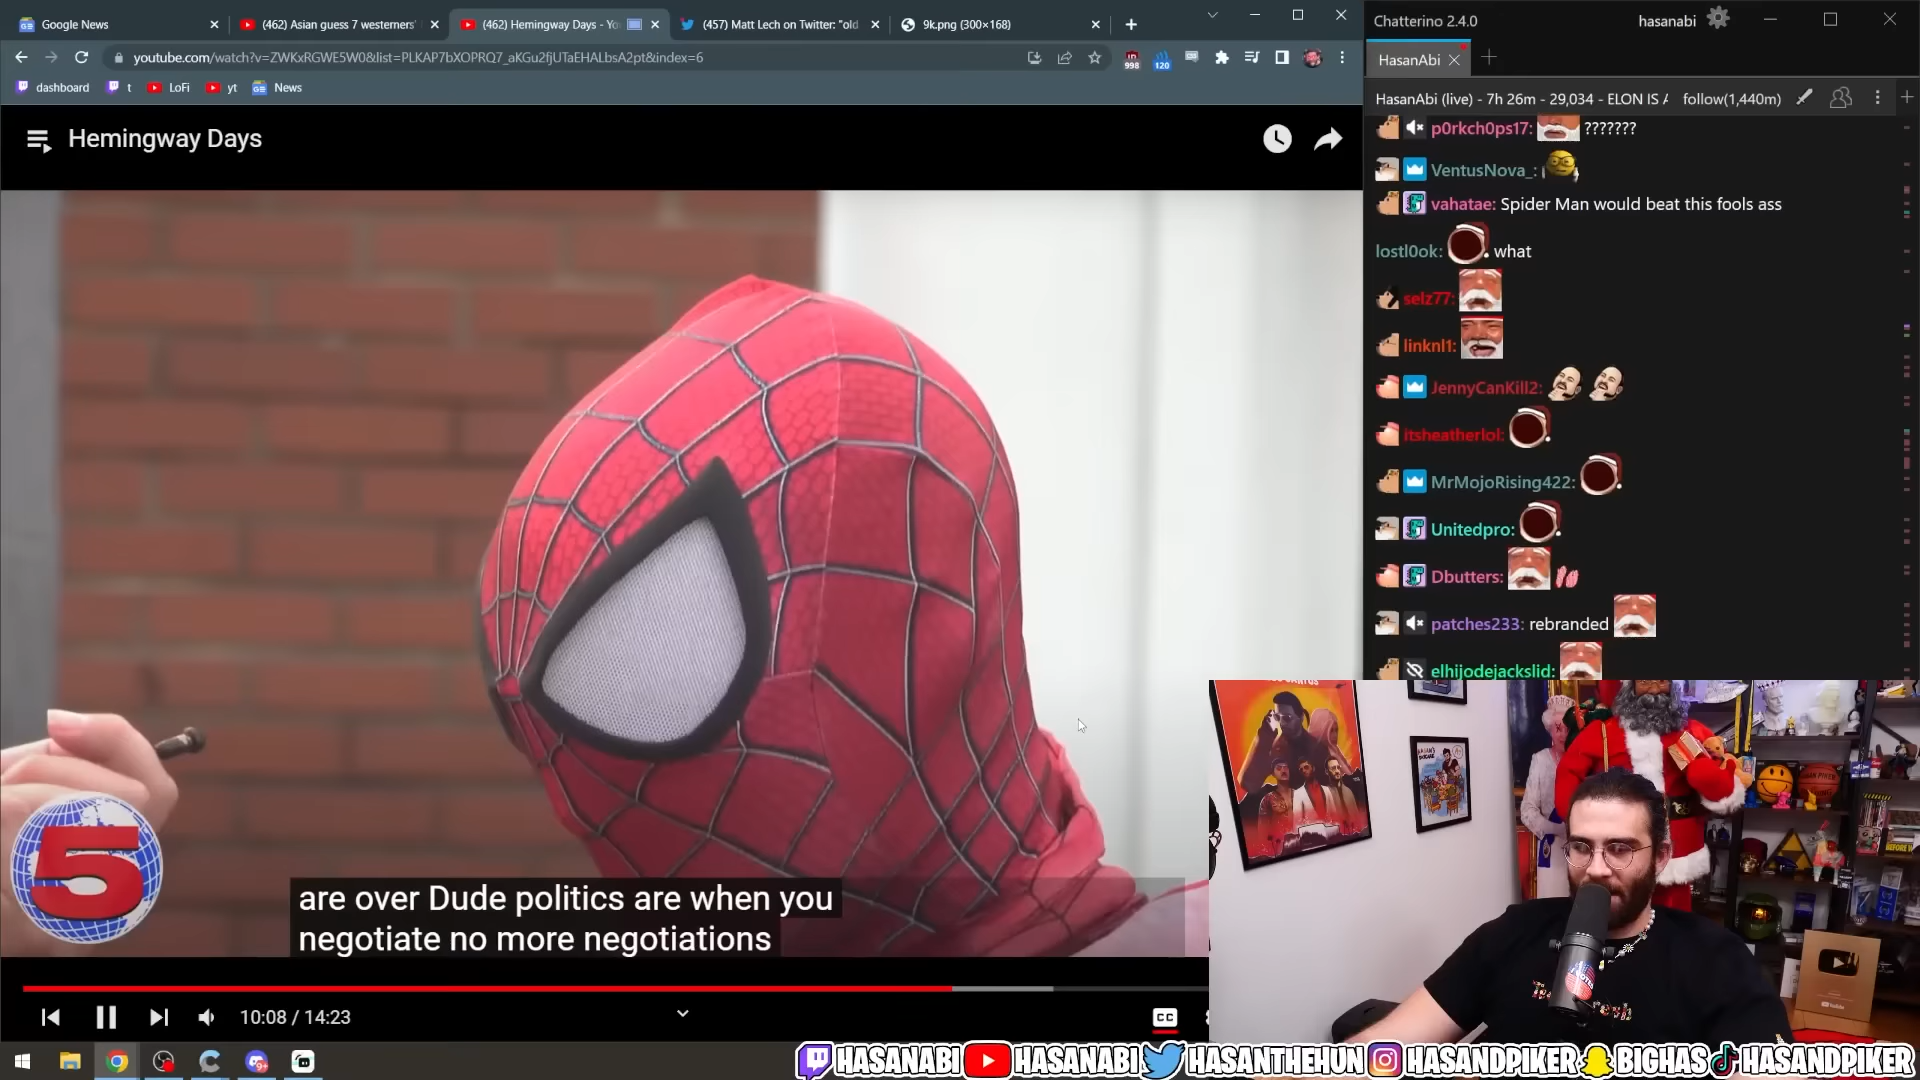 Google News
(462) Asian guess 7 westerners'
(462) Hemingway Days - Yo
(457) Matt Lech on Twitter: "old
9k.png (300×168)
youtube.com/watch?v=ZWKxRGWE5W0&list=PLKAP7bXOPRQ7_aKGu2fjUTaEHALbsA2pt&index=6
998
120
dashboard
t
LoFi
yt
News
Hemingway Days
5
are over Dude politics are when you
negotiate no more negotiations
10:08 / 14:23
CC
Chatterino 2.4.0
hasanabi
HasanAbi
HasanAbi (live) - 7h 26m - 29,034 - ELON IS A
follow(1,440m)
p0rkch0ps17: ???????
VentusNova_:
vahatae: Spider Man would beat this fools ass
lostl0ok: what
selz77:
linknl1:
JennyCanKill2:
itsheatherlol:
MrMojoRising422:
Unitedpro:
Dbutters:
patches233: rebranded
elhijodejackslid:
HASANABI
HASANABI
HASANTHEHUN
HASANDPIKER
BIGHAS
HASANDPIKER